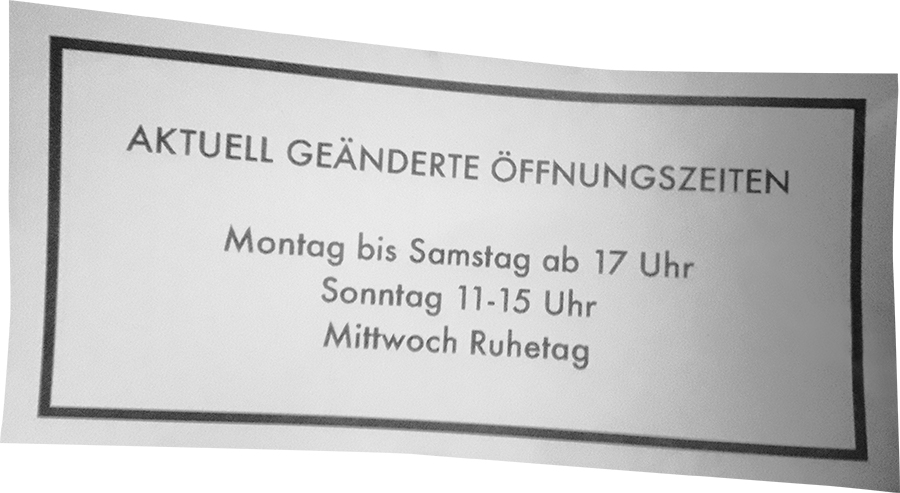 AKTUELL GEÄNDERTE ÖFFNUNGSZEITEN
Montag bis Samstag ab 17 Uhr
Sonntag 11-15 Uhr
Mittwoch Ruhetag